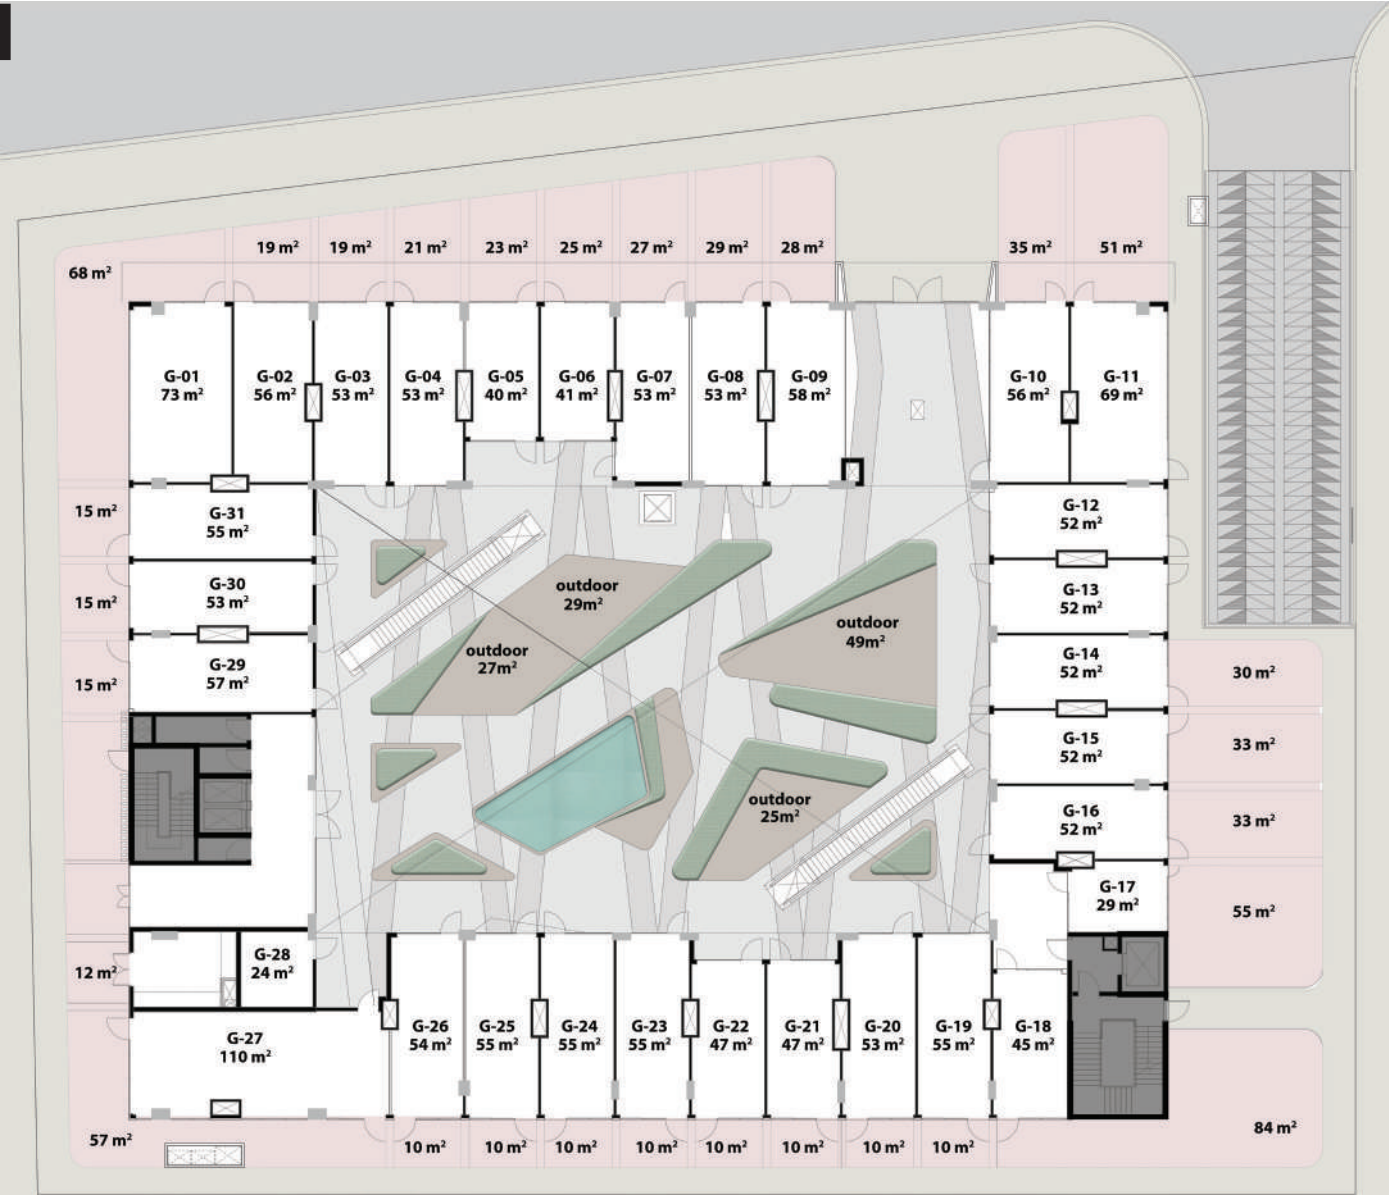 19 m²
19 m²
21 m²
23 m²
25 m²
27 m²
29 m²
28 m²
35 m²
51 m²
68 m²
G-01
73 m²
G-02
56 m²
G-03
53 m²
G-04
53 m²
G-05
40 m²
G-06
41 m²
G-07
53 m²
G-08
53 m²
G-09
58 m²
G-10
56 m²
G-11
69 m²
15 m²
G-31
55 m²
G-12
52 m²
15 m²
G-30
53 m²
outdoor
29m²
outdoor
49m²
G-13
52 m²
15 m²
G-29
57 m²
outdoor
27m²
G-14
52 m²
30 m²
G-15
52 m²
33 m²
outdoor
25m²
G-16
52 m²
33 m²
G-17
29 m²
55 m²
12 m²
G-28
24 m²
G-27
110 m²
G-26
54 m²
G-25
55 m²
G-24
55 m²
G-23
55 m²
G-22
47 m²
G-21
47 m²
G-20
53 m²
G-19
55 m²
G-18
45 m²
57 m²
10 m²
10 m²
10 m²
10 m²
10 m²
10 m²
10 m²
10 m²
84 m²